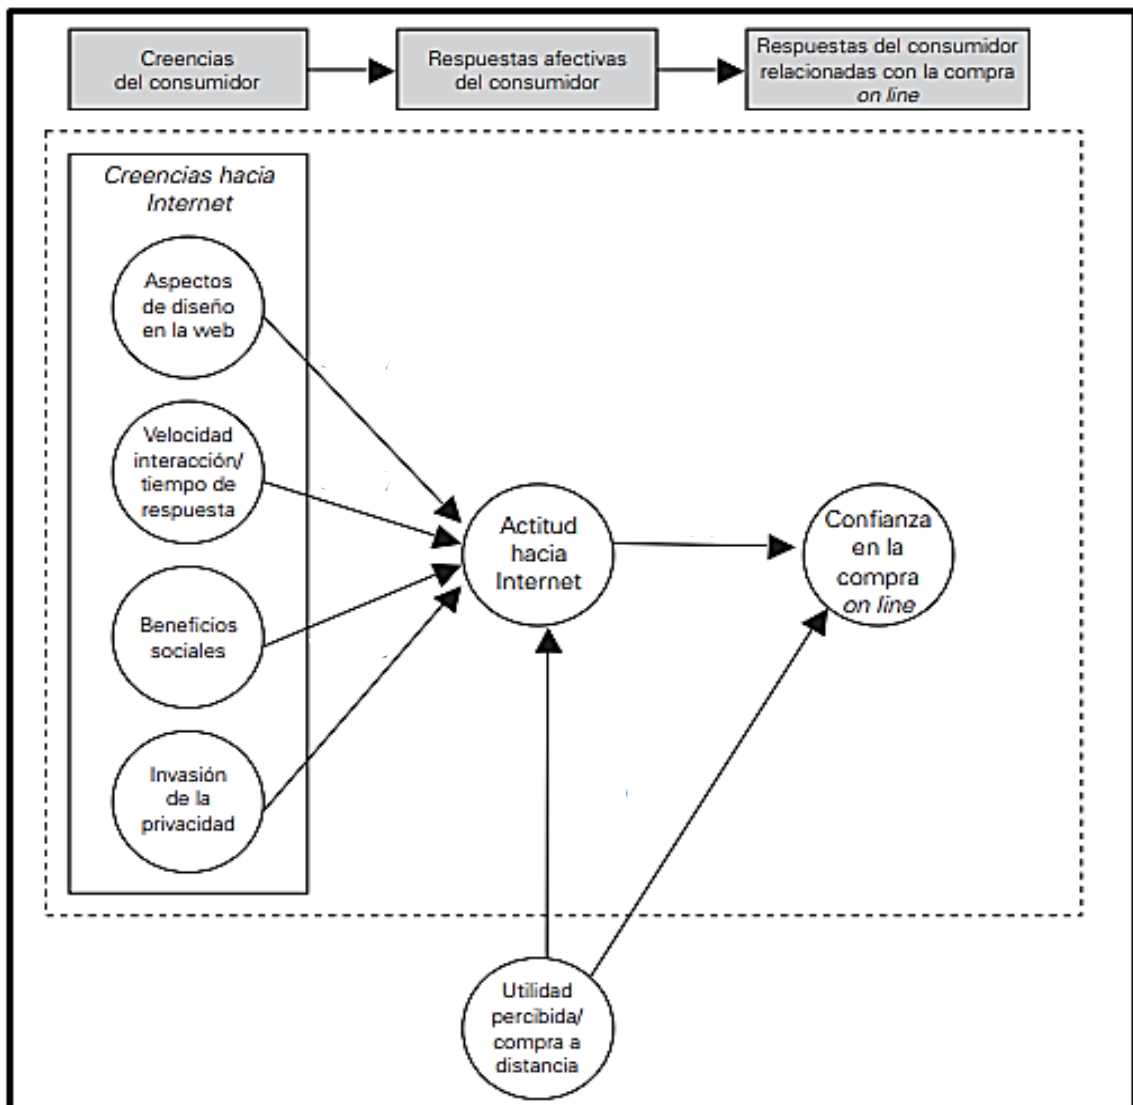 Creencias
del consumidor
Respuestas afectivas
del consumidor
Respuestas del consumidor
relacionadas con la compra
on line
Creencias hacia
Internet
Aspectos
de diseño
en la web
Velocidad
interacción/
tiempo de
respuesta
Beneficios
sociales
Invasión
de la
privacidad
Actitud
hacia
Internet
Confianza
en la
compra
on line
Utilidad
percibida/
compra a
distancia